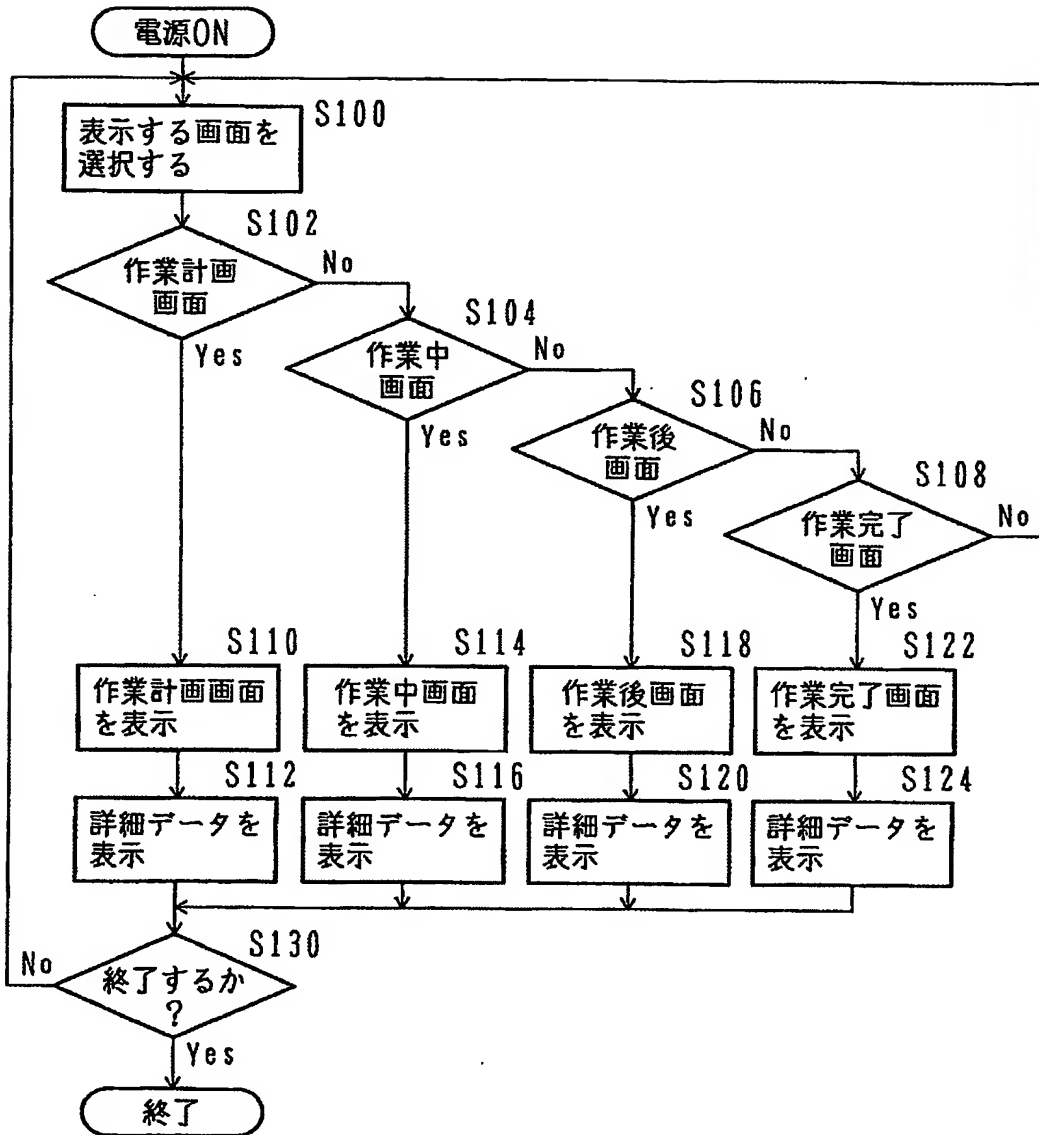 電源ON
S100
表示する画面を
選択する
S102
作業計画
画面
No
Yes
S104
作業中
画面
No
Yes
S106
作業後
画面
No
Yes
S108
作業完了
画面
No
Yes
S110
作業計画画面
を表示
S114
作業中画面
を表示
S118
作業後画面
を表示
S122
作業完了画面
を表示
S112
詳細データを
表示
S116
詳細データを
表示
S120
詳細データを
表示
S124
詳細データを
表示
S130
終了するか
?
No
Yes
終了